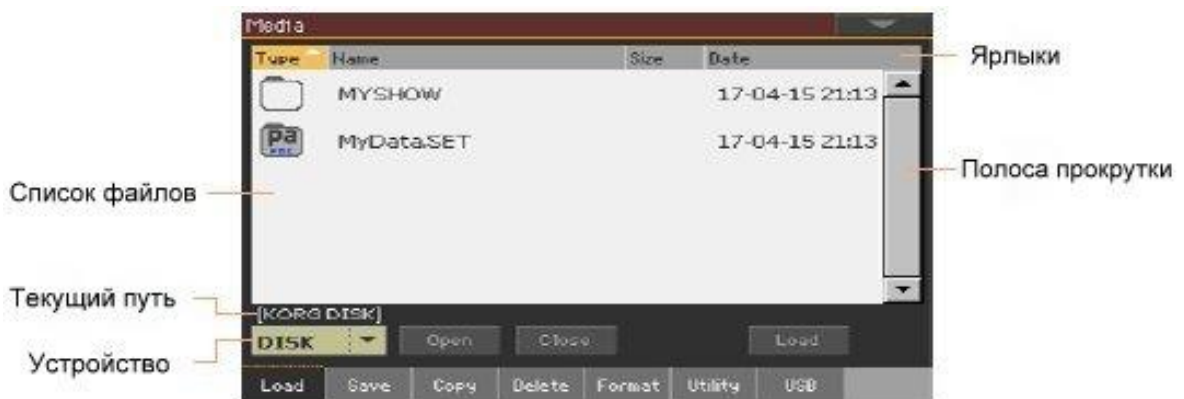 Media
Type Name Size Date
Ярлыки
MYSHOW 17-04-15 21:13
pa
MyData.SET 17-04-15 21:13
Полоса прокрутки
Список файлов
Текущий путь
[KORG DISK]
Устройство
DISK Open Close Load
Load Save Copy Delete Format Utility USB